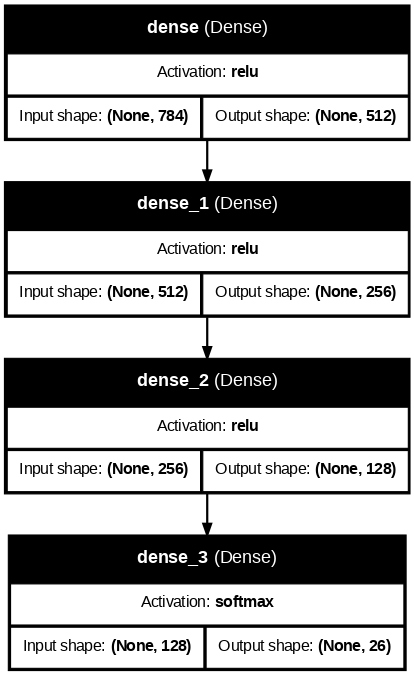 dense (Dense)
Activation: relu
Input shape: (None, 784) Output shape: (None, 512)
dense_1 (Dense)
Activation: relu
Input shape: (None, 512) Output shape: (None, 256)
dense_2 (Dense)
Activation: relu
Input shape: (None, 256) Output shape: (None, 128)
dense_3 (Dense)
Activation: softmax
Input shape: (None, 128) Output shape: (None, 26)